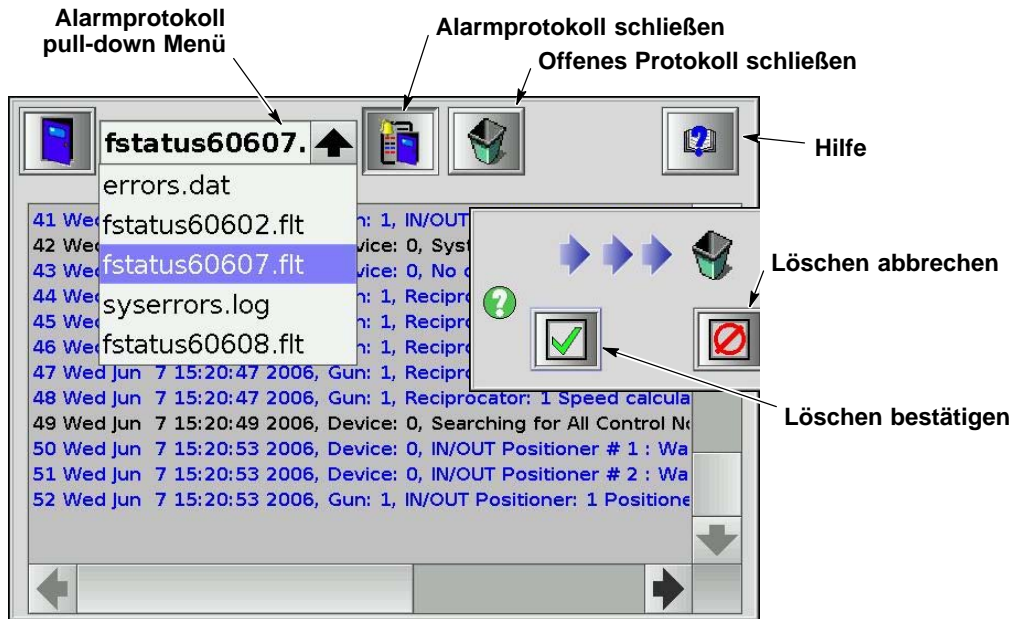 Alarmprotokoll
pull-down Menü
Alarmprotokoll schließen
Offenes Protokoll schließen
fstatus60607.
Hilfe
errors.dat
fstatus60602.flt
fstatus60607.flt
syserrors.log
fstatus60608.flt
Löschen abbrechen
Löschen bestätigen
41 Wed n: 1, IN/OUT
42 Wed vice: 0, Syst
43 Wed vice: 0, No
44 Wed n: 1, Recipro
45 Wed n: 1, Recipro
46 Wed n: 1, Recipro
47 Wed Jun 7 15:20:47 2006, Gun: 1, Recipro
48 Wed Jun 7 15:20:47 2006, Gun: 1, Reciprocator: 1 Speed calcula
49 Wed Jun 7 15:20:49 2006, Device: 0, Searching for All Control No
50 Wed Jun 7 15:20:53 2006, Device: 0, IN/OUT Positioner # 1 : Wa
51 Wed Jun 7 15:20:53 2006, Device: 0, IN/OUT Positioner # 2 : Wa
52 Wed Jun 7 15:20:53 2006, Gun: 1, IN/OUT Positioner: 1 Positione